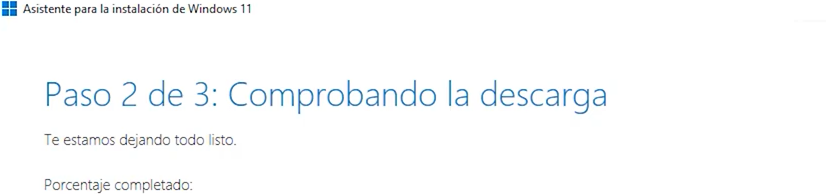 Asistente para la instalación de Windows 11
Paso 2 de 3: Comprobando la descarga
Te estamos dejando todo listo.
Porcentaje completado: